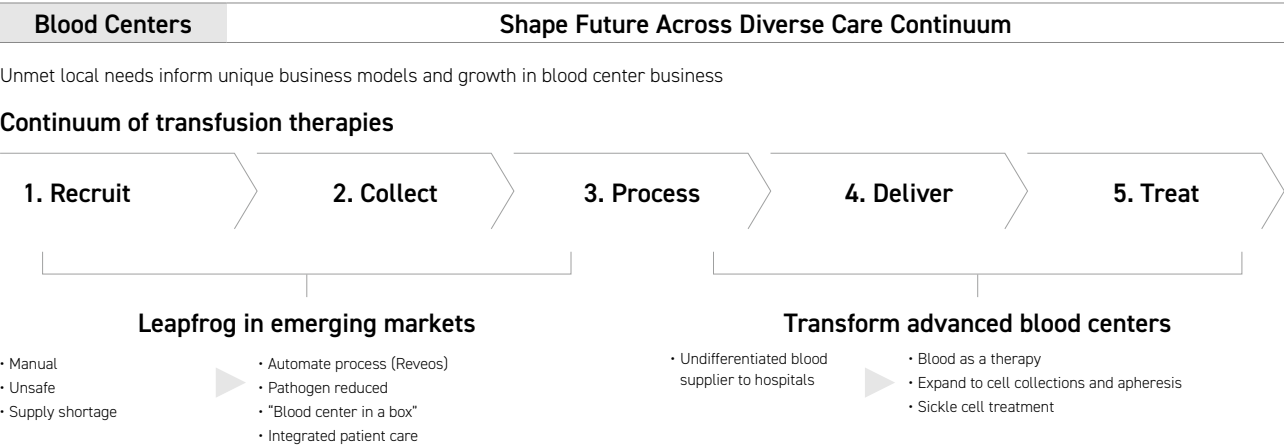 Blood Centers
Shape Future Across Diverse Care Continuum
Unmet local needs inform unique business models and growth in blood center business
Continuum of transfusion therapies
1. Recruit
2. Collect
3. Process
4. Deliver
5. Treat
Leapfrog in emerging markets
• Manual
• Unsafe
• Supply shortage
• Automate process (Reveos)
• Pathogen reduced
• “Blood center in a box”
• Integrated patient care
Transform advanced blood centers
• Undifferentiated blood
supplier to hospitals
• Blood as a therapy
• Expand to cell collections and apheresis
• Sickle cell treatment